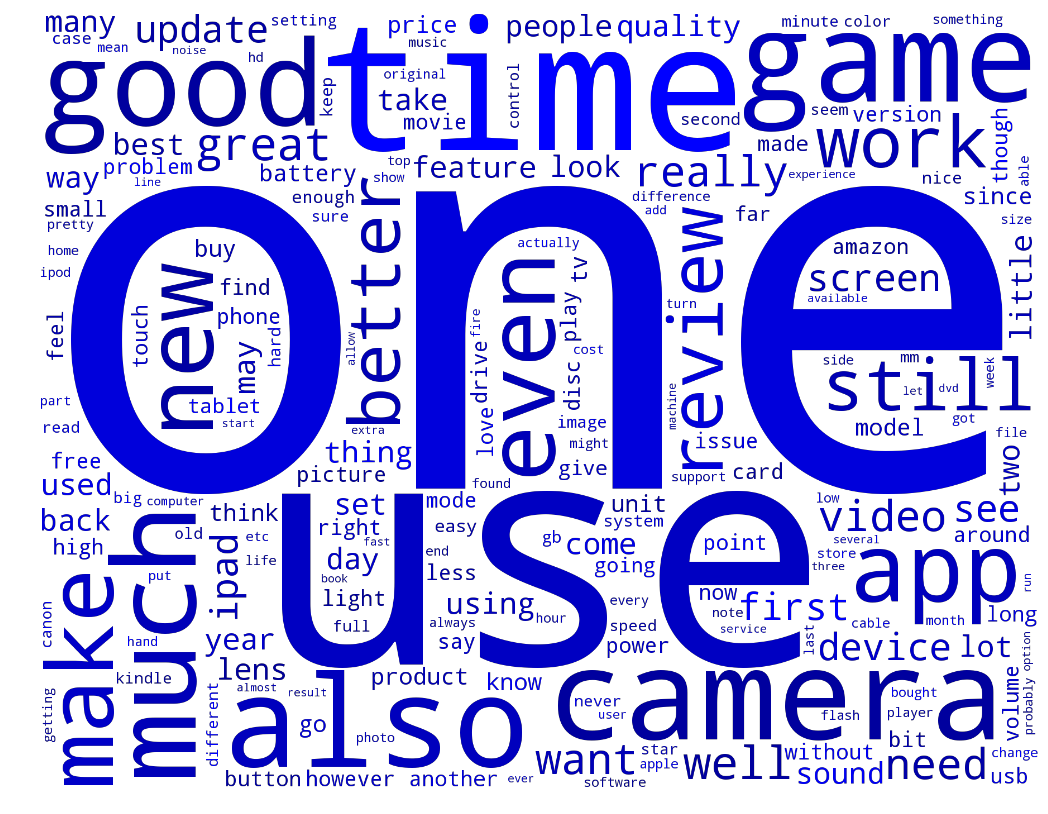 many
case
mean
update
noise
setting
hd
price
music
people
quality
minute
color
something
good
time
game
keep
original
take
movie
control
second
seem
version
made
work
though
best
great
problem
line
way
battery
top
show
feature
look
really
experience
nice
able
since
small
pretty
enough
sure
difference
add
far
size
home
ipod
one
buy
new
find
phone
touch
hard
may
tablet
start
better
allow
extra
actually
even
tv
play
fire
drive
disc
cost
love
image
might
give
found
turn
review
machine
issue
support
card
amazon
screen
available
side
mm
still
let
dvd
week
got
model
little
feel
part
read
file
two
free
used
big
computer
thing
picture
back
high
old
think
etc
life
set
right
fast
day
book
light
full
mode
easy
end
less
unit
system
gb
come
going
use
using
hour
every
always
say
speed
power
point
now
note
service
first
last
low
video
see
several
store
three
around
app
run
month
long
cable
device
lot
option
probably
volume
make
much
put
canon
hand
kindle
getting
ipad
year
lens
almost
result
different
also
go
photo
product
know
camera
never
user
flash
bought
player
bit
button
however
another
ever
want
star
apple
software
well
without
sound
need
change
usb